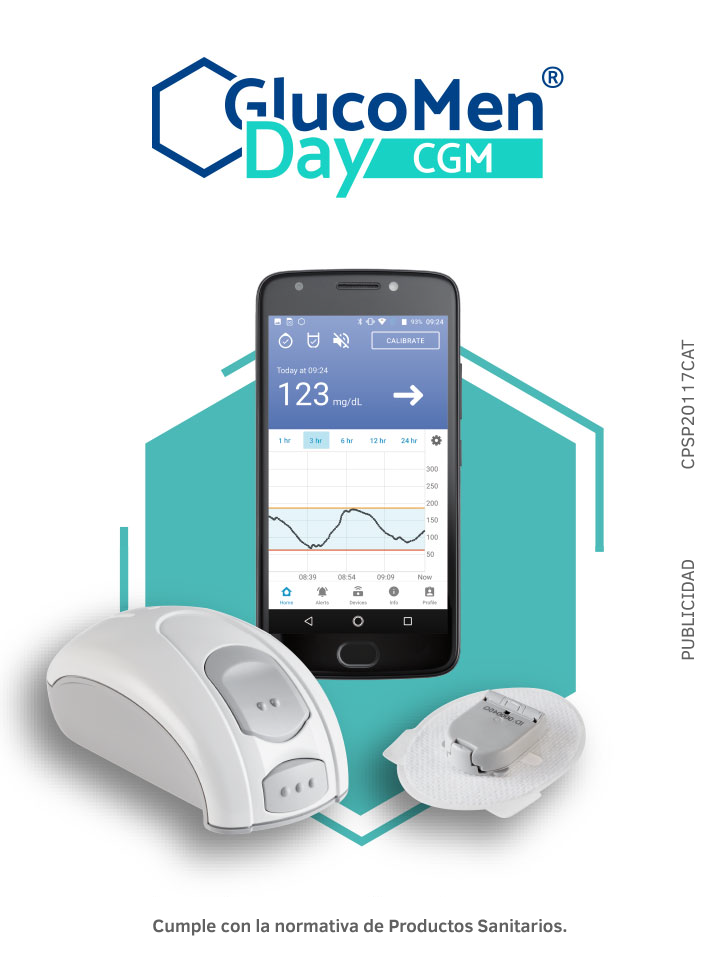 GlucoMen®
Day CGM
93% 09:24
CALIBRATE
Today at 09:24
123 mg/dL
1 hr 3 hr 6 hr 12 hr 24 hr
300
250
200
150
100
50
08:39 08:54 09:09 Now
Home Alerts Devices Info Profile
CPSP20117CAT
PUBLICIDAD
Cumple con la normativa de Productos Sanitarios.